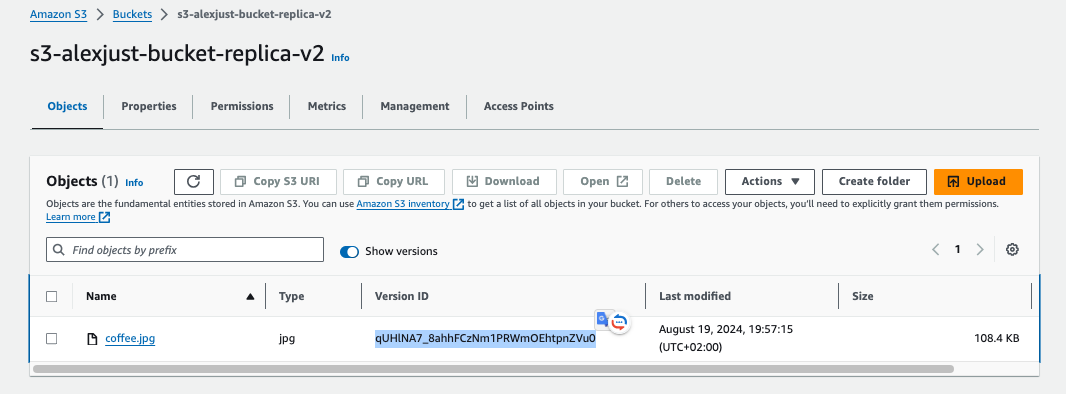 Amazon S3 > Buckets > s3-alexjust-bucket-replica-v2
s3-alexjust-bucket-replica-v2 Info
Objects Properties Permissions Metrics Management Access Points
Objects (1) Info Copy S3 URI Copy URL Download Open Delete Actions Create folder Upload
Objects are the fundamental entities stored in Amazon S3. You can use Amazon S3 inventory to get a list of all objects in your bucket. For others to access your objects, you'll need to explicitly grant them permissions.
Learn more
Find objects by prefix Show versions 1
Name Type Version ID Last modified Size
coffee.jpg jpg qUHlNA7_8ahhFCzNm1PRWmOEhtpnZVu0 August 19, 2024, 19:57:15 108.4 KB
(UTC+02:00)